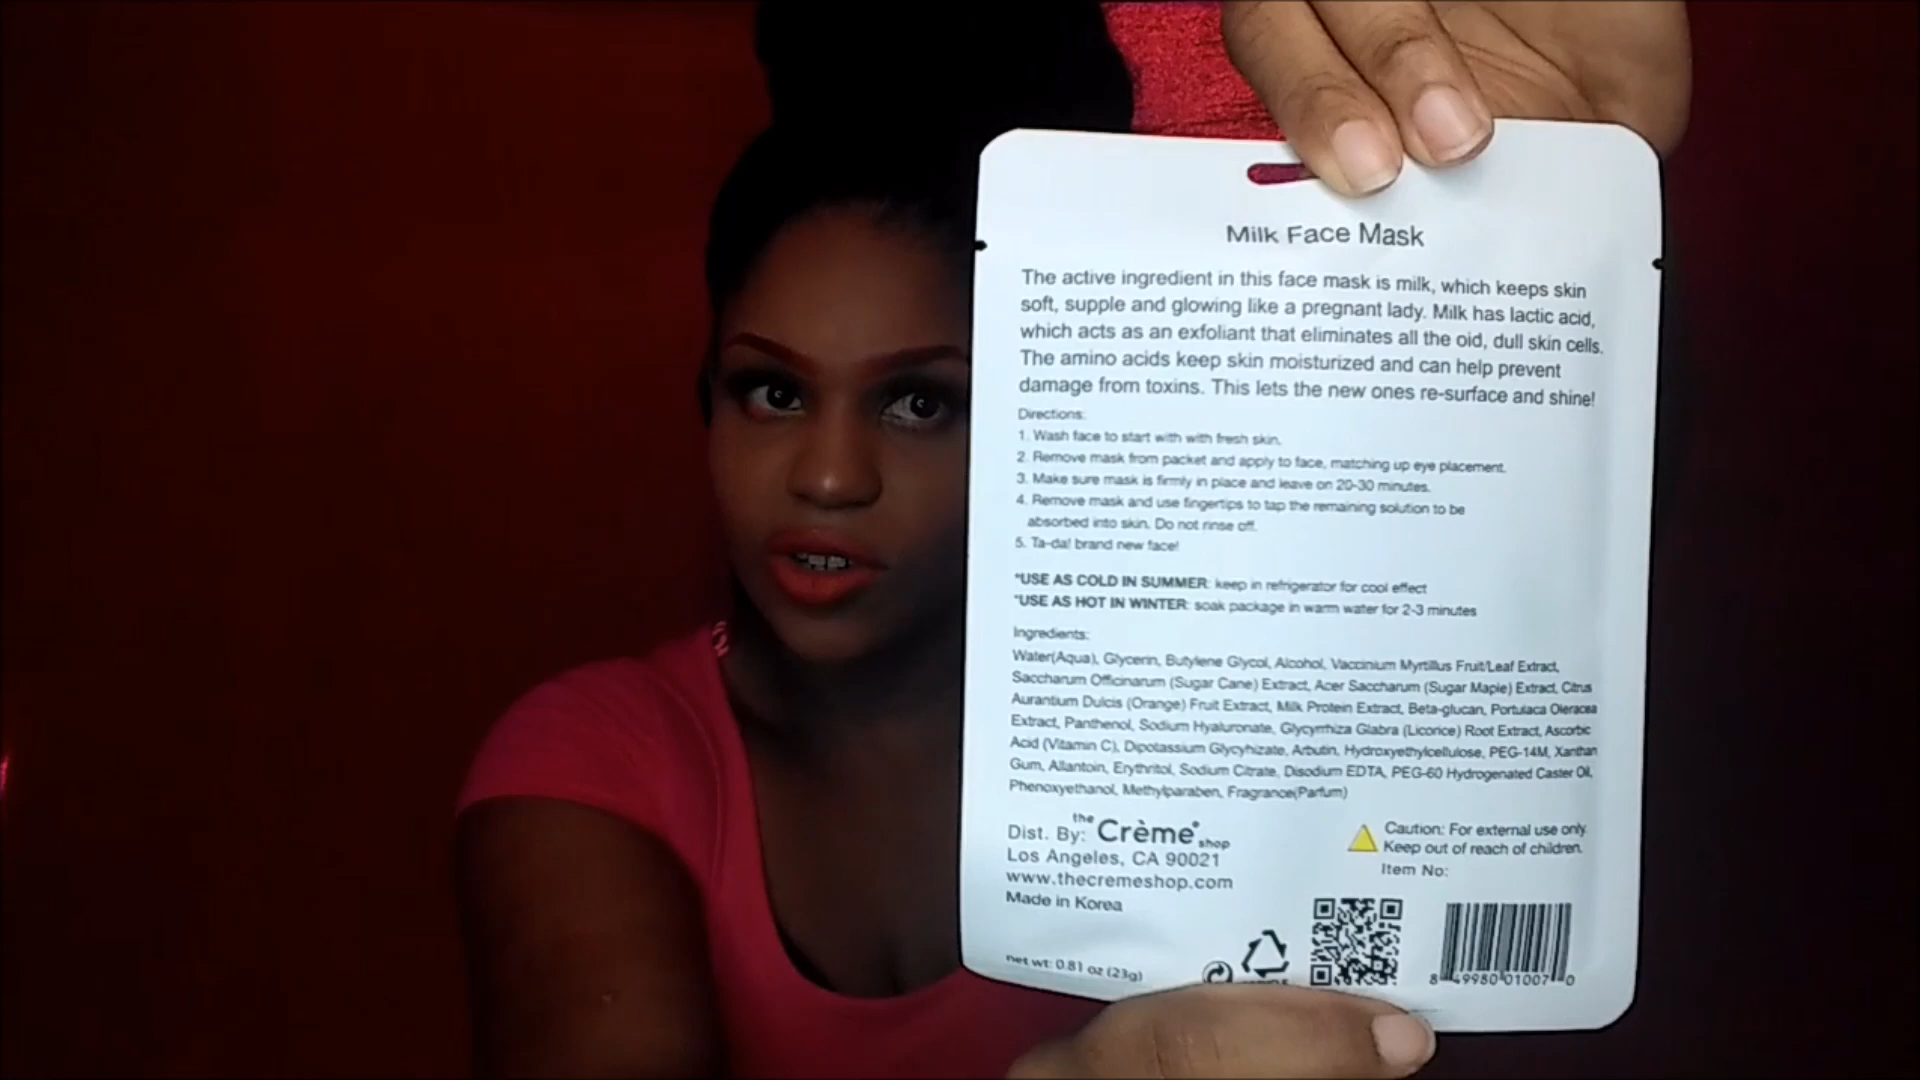 Milk Face Mask
The active ingredient in this face mask is milk, which keeps skin
soft, supple and glowing like a pregnant lady. Milk has lactic acid,
which acts as an exfoliant that eliminates all the oid, dull skin cells.
The amino acids keep skin moisturized and can help prevent
damage from toxins. This lets the new ones re-surface and shine!
Directions:
1. Wash face to start with with fresh skin.
2. Remove mask from packet and apply to face, matching up eye placement.
3. Make sure mask is firmly in place and leave on 20-30 minutes.
4. Remove mask and use fingertips to tap the remaining solution to be
absorbed into skin. Do not rinse off.
5. Ta-da! brand new face!
*USE AS COLD IN SUMMER: keep in refrigerator for cool effect
*USE AS HOT IN WINTER: soak package in warm water for 2-3 minutes
Ingredients:
Water(Aqua), Glycerin, Butylene Glycol, Alcohol, Vaccinium Myrtillus Fruit/Leaf Extract,
Saccharum Officinarum (Sugar Cane) Extract, Acer Saccharum (Sugar Maple) Extract, Citrus
Aurantium Dulcis (Orange) Fruit Extract, Milk Protein Extract, Beta-glucan, Portulaca Oleracea
Extract, Panthenol, Sodium Hyaluronate, Glycyrrhiza Glabra (Licorice) Root Extract, Ascorbic
Acid (Vitamin C), Dipotassium Glycyhizate, Arbutin, Hydroxyethylcellulose, PEG-14M, Xanthan
Gum, Allantoin, Erythritol, Sodium Citrate, Disodium EDTA, PEG-60 Hydrogenated Caster Oil,
Phenoxyethanol, Methylparaben, Fragrance(Parfum)
Dist. By: the Crème shop
Los Angeles, CA 90021
www.thecremeshop.com
Made in Korea
net wt: 0.81 oz (23g)
Caution: For external use only
Keep out of reach of children.
Item No:
8 49980 01007 0